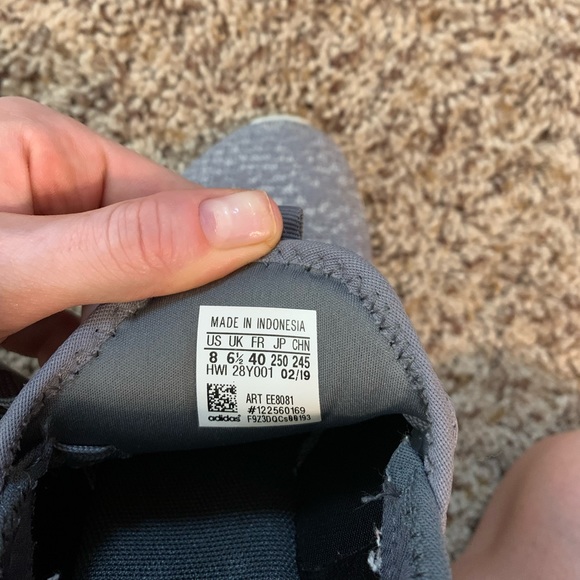 MADE IN INDONESIA
US UK FR JP CHN
8 6½ 40 250 245
HWI 28Y001 02/19
ART EE8081
#122560169
adidas F9Z3DQCs00193